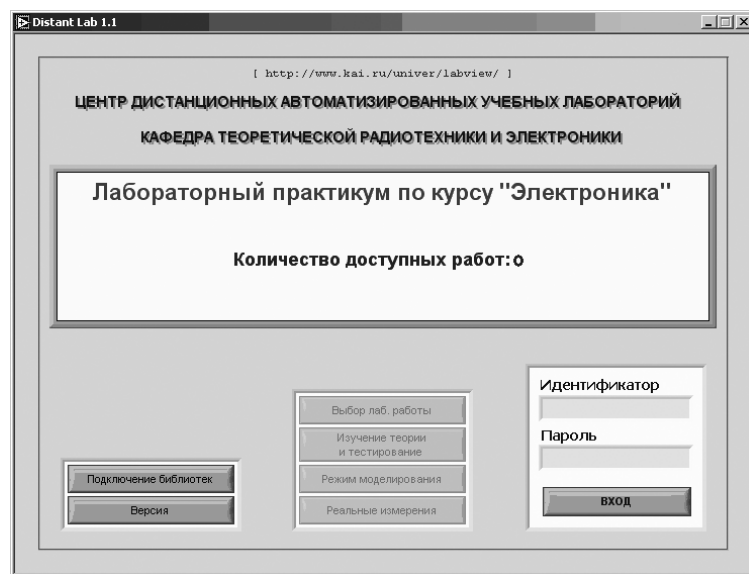 Distant Lab 1.1
[ http://www.kai.ru/univer/labview/ ]
ЦЕНТР ДИСТАНЦИОННЫХ АВТОМАТИЗИРОВАННЫХ УЧЕБНЫХ ЛАБОРАТОРИЙ
КАФЕДРА ТЕОРЕТИЧЕСКОЙ РАДИОТЕХНИКИ И ЭЛЕКТРОНИКИ
Лабораторный практикум по курсу "Электроника"
Количество доступных работ:0
Подключение библиотек
Версия
Выбор лаб. работы
Изучение теории
и тестирование
Режим моделирования
Реальные измерения
Идентификатор
Пароль
ВХОД